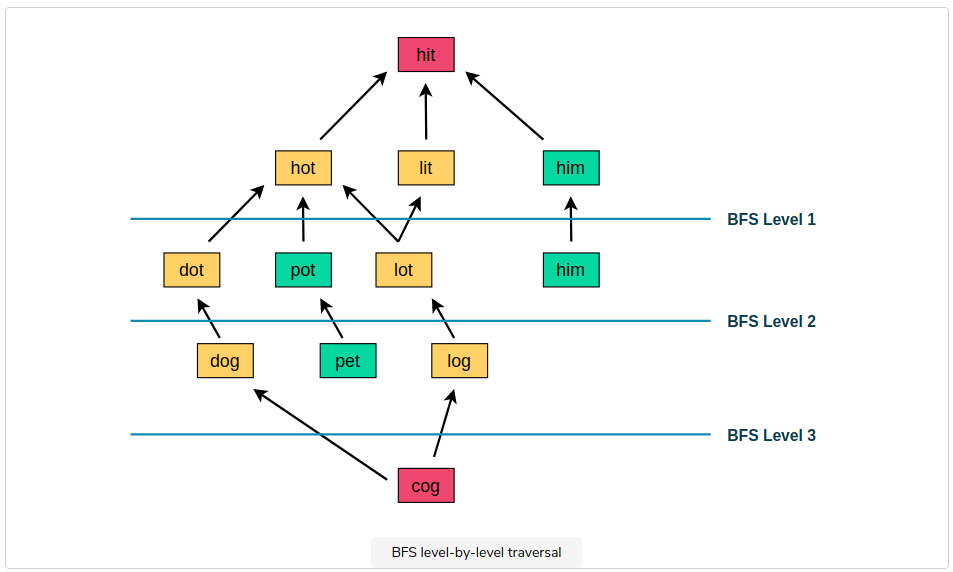 hit
hot
lit
him
BFS Level 1
dot
pot
lot
him
BFS Level 2
dog
pet
log
BFS Level 3
cog
BFS level-by-level traversal